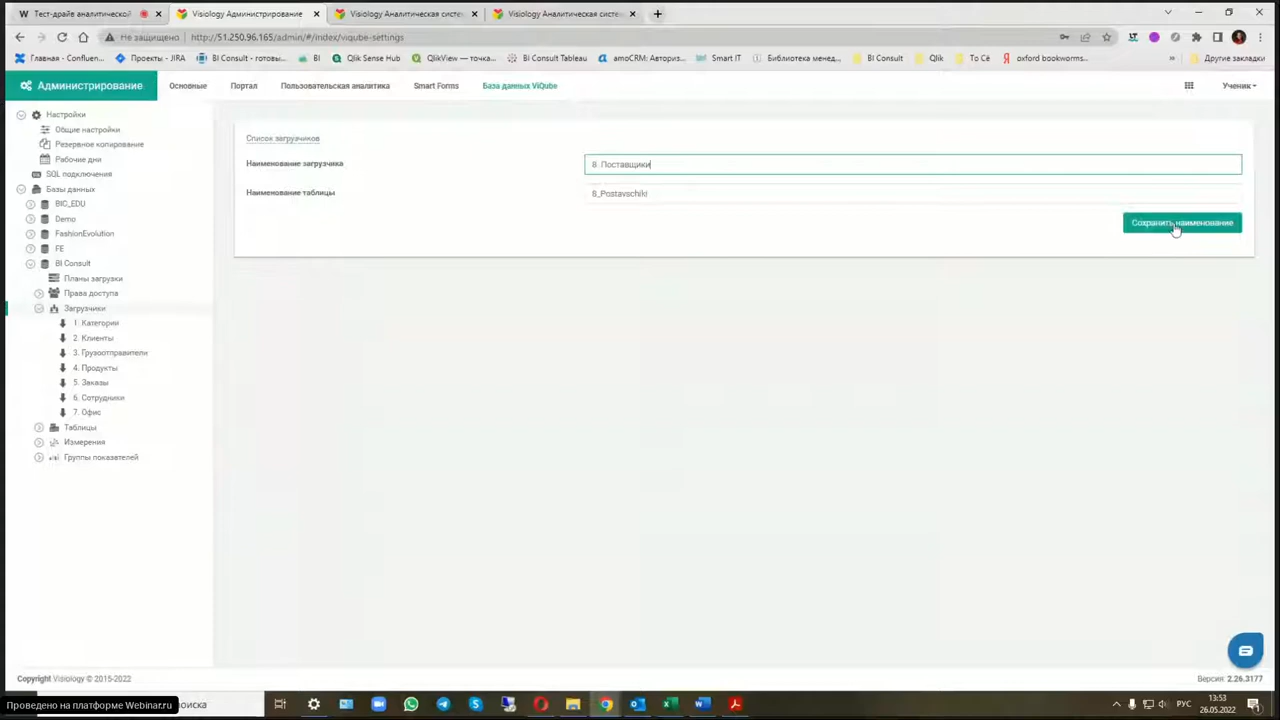 Тест-драйв аналитической
Visiology Администрирование
Visiology Аналитическая систе
Visiology Аналитическая систе
Не защищено
http://51.250.96.165/admin/#/index/viqube-settings
Главная - Confluen...
Проекты - JIRA
BI Consult - готовы...
BI
Qlik Sense Hub
QlikView — точка...
BI Consult Tableau
amoCRM: Авториз...
Smart IT
Библиотека менед...
BI Consult
Qlik
То Сё
oxford bookworms...
»
Другие закладки
Администрирование
Основные
Портал
Пользовательская аналитика
Smart Forms
База данных ViQube
Ученик
Настройки
Общие настройки
Резервное копирование
Рабочие дни
SQL подключения
Базы данных
BIC_EDU
Demo
FashionEvolution
FE
BI Consult
Планы загрузки
Права доступа
Загрузчики
1. Категории
2. Клиенты
3. Грузоотправители
4. Продукты
5. Заказы
6. Сотрудники
7. Офис
Таблицы
Измерения
Группы показателей
Список загрузчиков
Наименование загрузчика
8 Поставщики
Наименование таблицы
8_Postavschiki
Сохранить наименование
Copyright Visiology © 2015-2022
Версия: 2.26.3177
Проведено на платформе Webinar.ru
поиска
РУС
13:53
26.05.2022